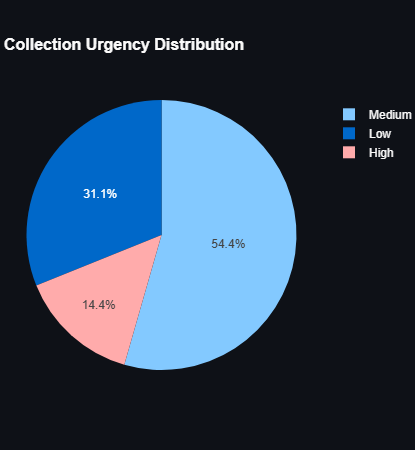 Collection Urgency Distribution
Medium
Low
High
31.1%
54.4%
14.4%